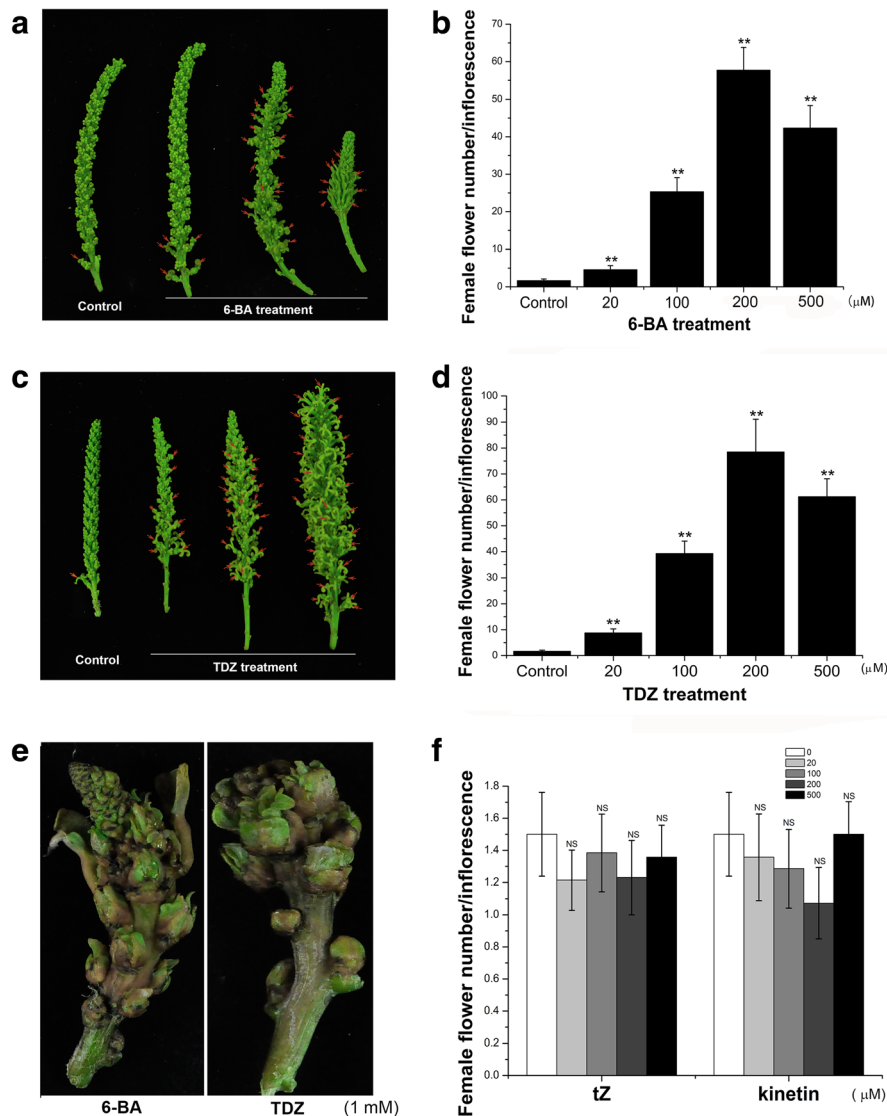 a
Control
6-BA treatment
b
Female flower number/inflorescence
70
60
50
40
30
20
10
0
**
**
**
**
Control 20 100 200 500 (μM)
6-BA treatment
c
Control
TDZ treatment
d
Female flower number/inflorescence
100
90
80
70
60
50
40
30
20
10
0
**
**
**
**
Control 20 100 200 500 (μM)
TDZ treatment
e
6-BA TDZ (1 mM)
f
Female flower number/inflorescence
1.8
1.6
1.4
1.2
1.0
0.8
0.6
0.4
0.2
0.0
0
20
100
200
500
NS NS NS NS
NS NS NS NS
tZ kinetin ( μM)